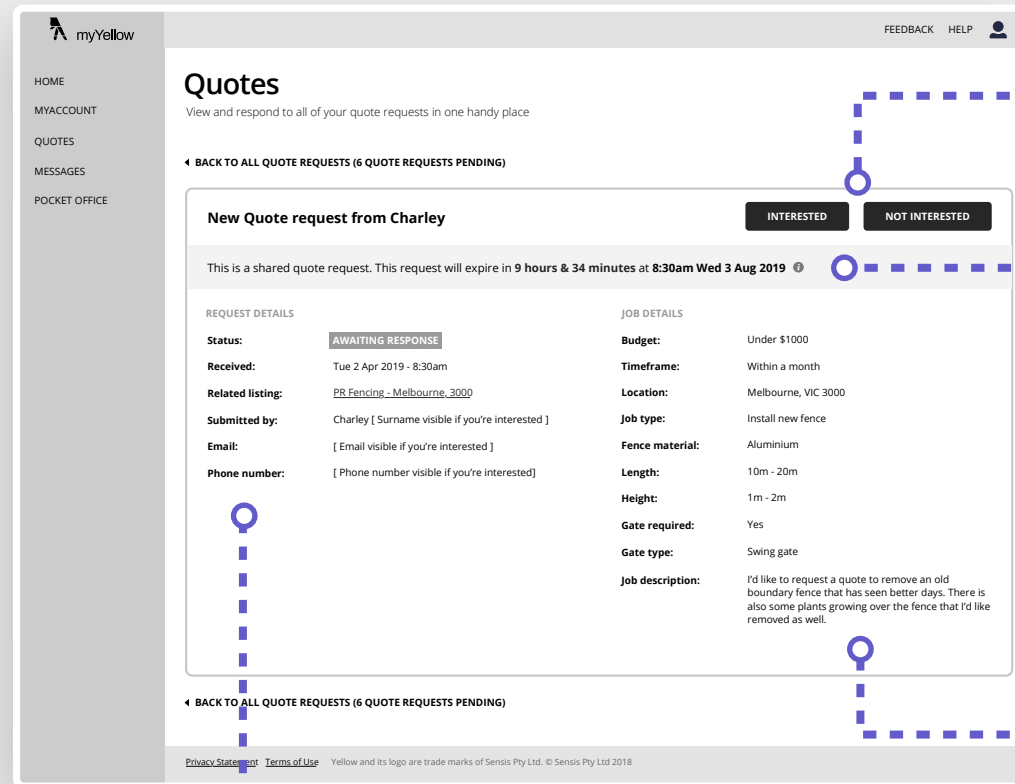 myYellow
FEEDBACK HELP
HOME
MYACCOUNT
QUOTES
MESSAGES
POCKET OFFICE
Quotes
View and respond to all of your quote requests in one handy place
BACK TO ALL QUOTE REQUESTS (6 QUOTE REQUESTS PENDING)
New Quote request from Charley
INTERESTED
NOT INTERESTED
This is a shared quote request. This request will expire in 9 hours & 34 minutes at 8:30am Wed 3 Aug 2019
REQUEST DETAILS
Status: AWAITING RESPONSE
Received: Tue 2 Apr 2019 - 8:30am
Related listing: PR Fencing - Melbourne, 3000
Submitted by: Charley [ Surname visible if you're interested ]
Email: [ Email visible if you're interested ]
Phone number: [ Phone number visible if you're interested]
JOB DETAILS
Budget: Under $1000
Timeframe: Within a month
Location: Melbourne, VIC 3000
Job type: Install new fence
Fence material: Aluminium
Length: 10m - 20m
Height: 1m - 2m
Gate required: Yes
Gate type: Swing gate
Job description: I'd like to request a quote to remove an old
boundary fence that has seen better days. There is
also some plants growing over the fence that I'd like
removed as well.
BACK TO ALL QUOTE REQUESTS (6 QUOTE REQUESTS PENDING)
Privacy Statement Terms of Use Yellow and its logo are trade marks of Sensis Pty Ltd. © Sensis Pty Ltd 2018